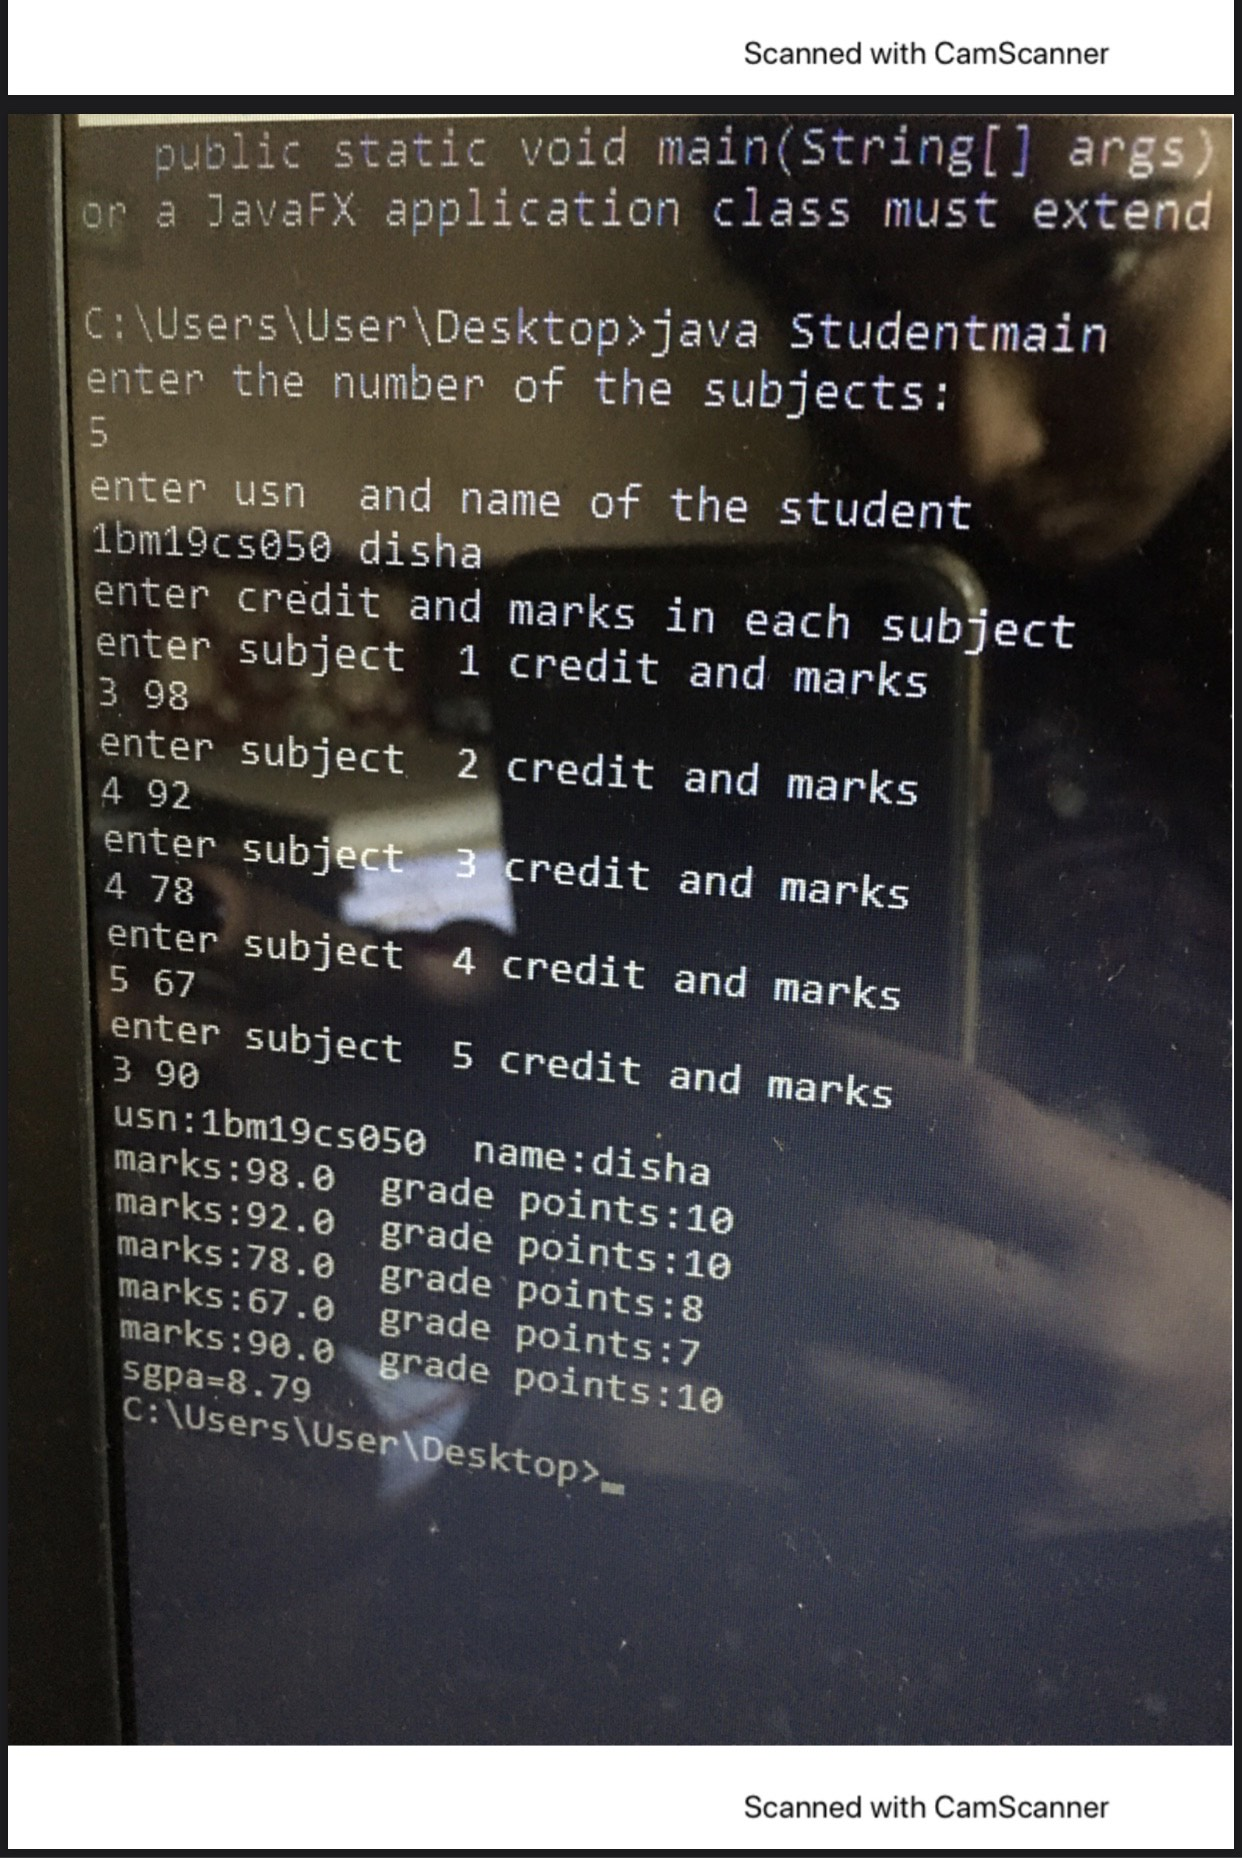 Scanned with CamScanner
public static void main(String[] args)
or a JavaFX application class must extend
C:\Users\User\Desktop>java Studentmain
enter the number of the subjects:
5
enter usn  and name of the student
1bm19cs050 disha
enter credit and marks in each subject
enter subject  1 credit and marks
3 98
enter subject  2 credit and marks
4 92
enter subject  3 credit and marks
4 78
enter subject  4 credit and marks
5 67
enter subject  5 credit and marks
3 90
usn:1bm19cs050  name:disha
marks:98.0  grade points:10
marks:92.0  grade points:10
marks:78.0  grade points:8
marks:67.0  grade points:7
marks:90.0  grade points:10
sgpa=8.79
C:\Users\User\Desktop>_
Scanned with CamScanner